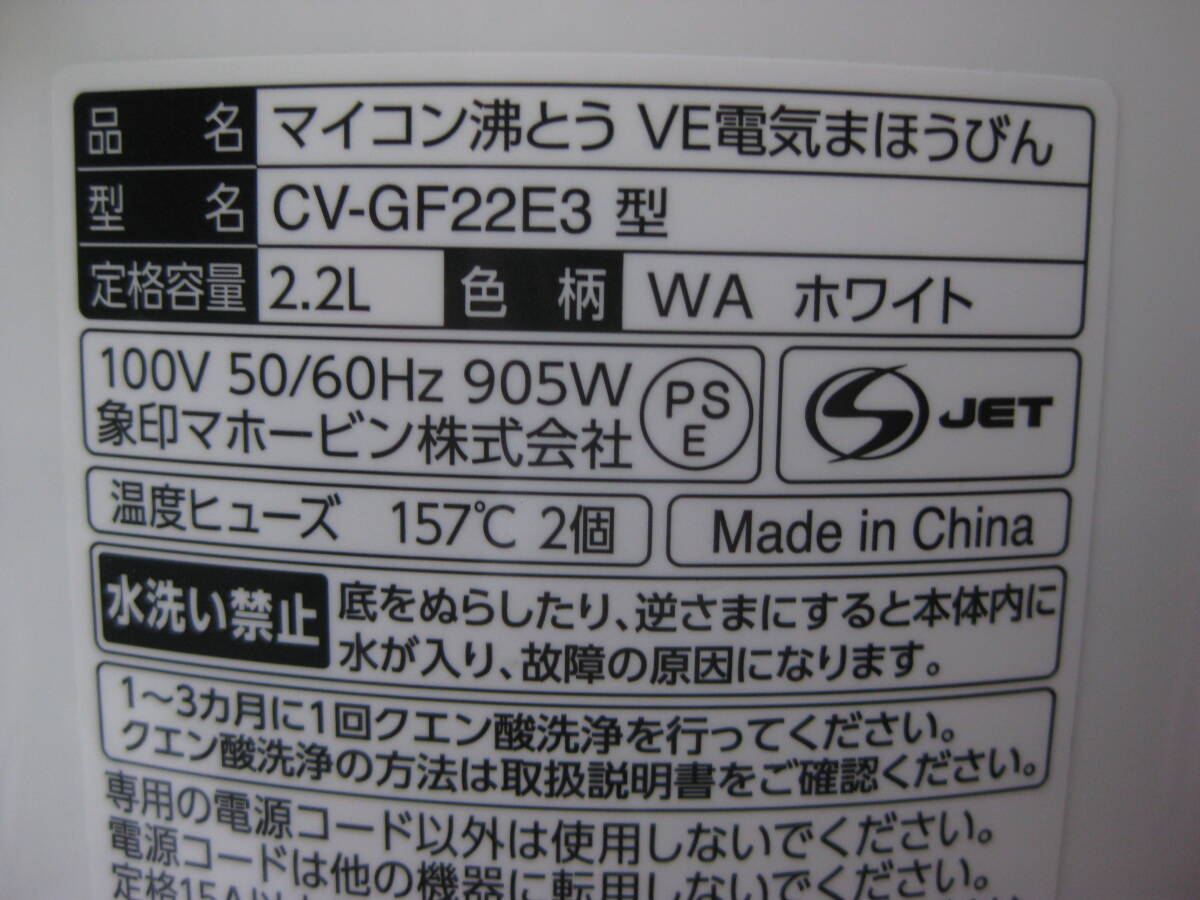 品名 マイコン沸とう VE電気まほうびん
型名 CV-GF22E3 型
定格容量 2.2L 色柄 WA ホワイト
100V 50/60Hz 905W
象印マホービン株式会社
PS
E
JET
温度ヒューズ 157℃ 2個
Made in China
水洗い禁止
底をぬらしたり、逆さまにすると本体内に
水が入り、故障の原因になります。
1～3カ月に1回クエン酸洗浄を行ってください。
クエン酸洗浄の方法は取扱説明書をご確認ください。
専用の電源コード以外は使用しないでください。
電源コードは他の機器に転用しないでください。
定格15A以